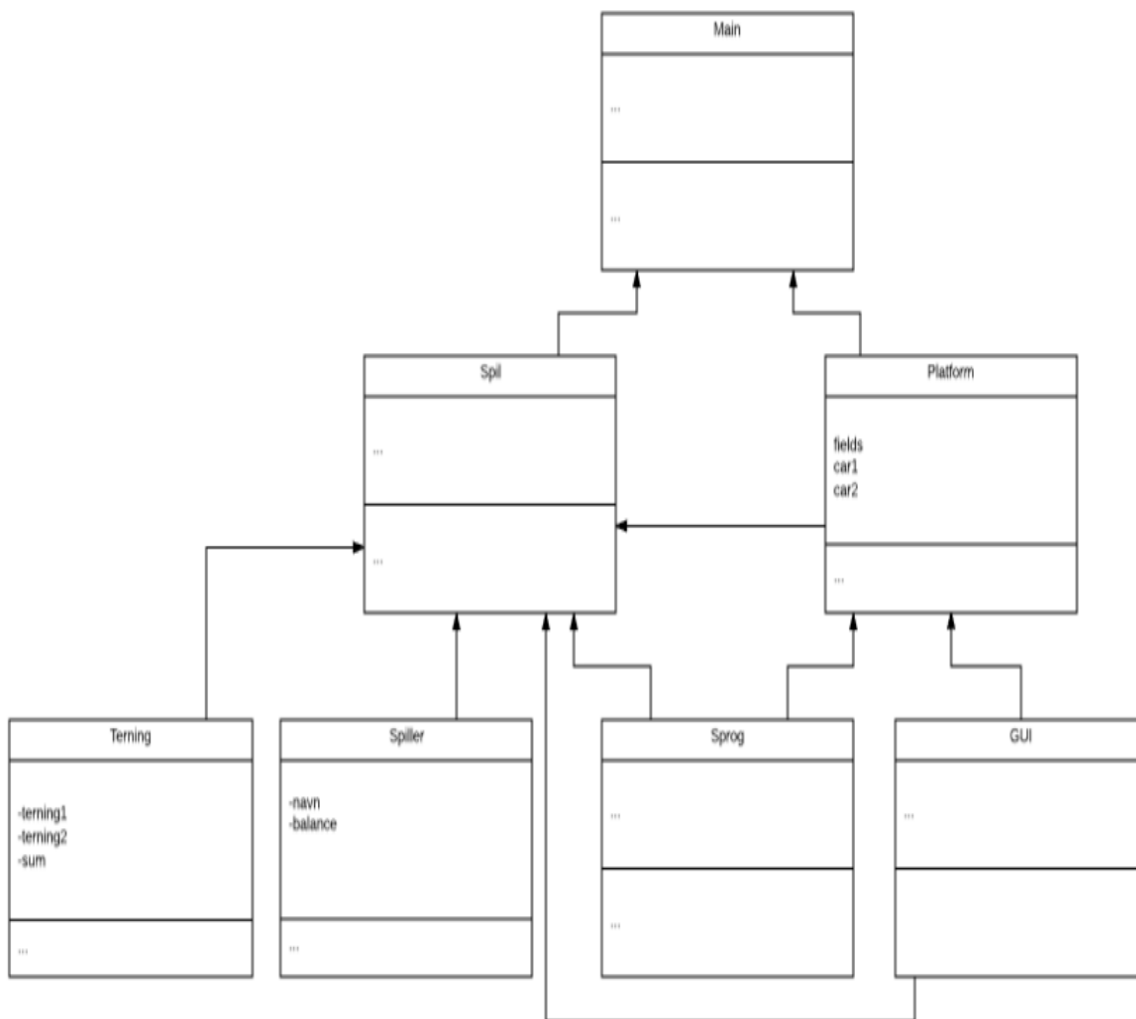 Main
...
...
Spil
...
...
Platform
fields
car1
car2
...
Terning
-terning1
-terning2
-sum
...
Spiller
-navn
-balance
...
Sprog
...
...
GUI
...